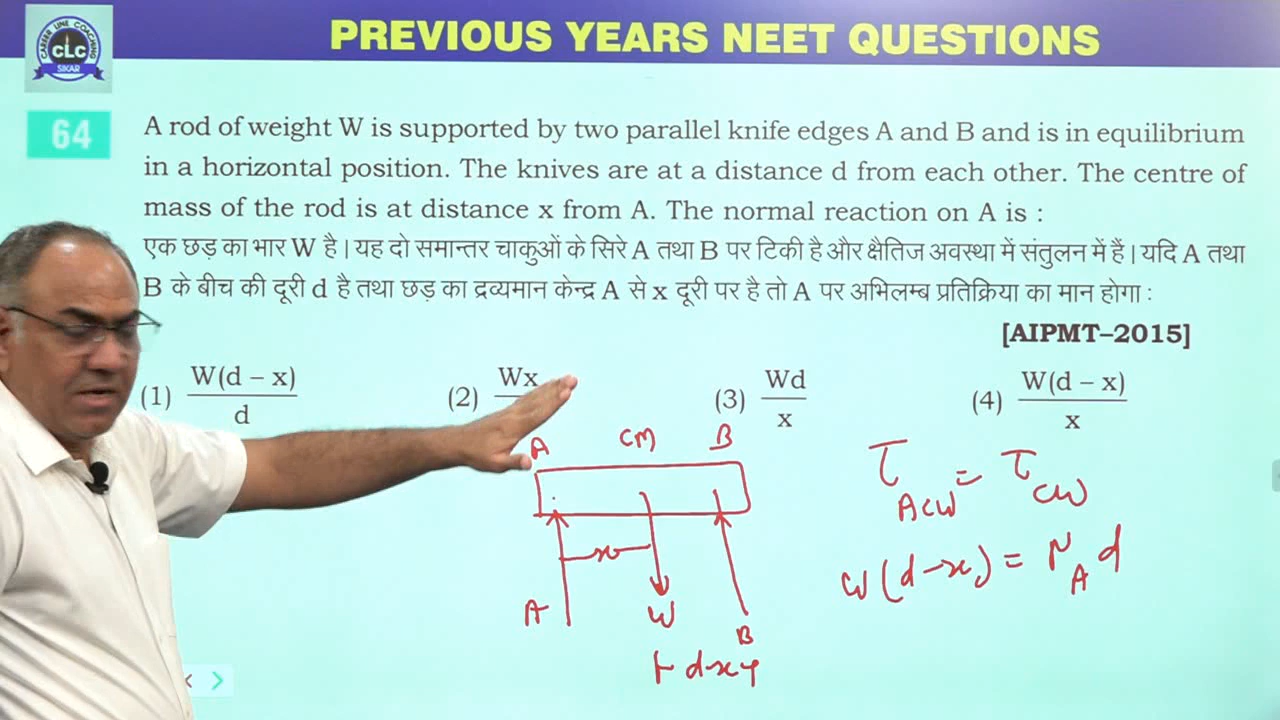 CAREER LINE COACHING
CLC
SIKAR
PREVIOUS YEARS NEET QUESTIONS
64
A rod of weight W is supported by two parallel knife edges A and B and is in equilibrium
in a horizontal position. The knives are at a distance d from each other. The centre of
mass of the rod is at distance x from A. The normal reaction on A is :
एक छड़ का भार W है। यह दो समान्तर चाकुओं के सिरे A तथा B पर टिकी है और क्षैतिज अवस्था में संतुलन में हैं। यदि A तथा
B के बीच की दूरी d है तथा छड़ का द्रव्यमान केन्द्र A से x दूरी पर है तो A पर अभिलम्ब प्रतिक्रिया का मान होगा :
[AIPMT–2015]
(1) W(d – x) / d
(2) Wx
(3) Wd / x
(4) W(d – x) / x
A CM B
τ ACW = τ CW
x
W(d-x) = N A d
A W B
d-x